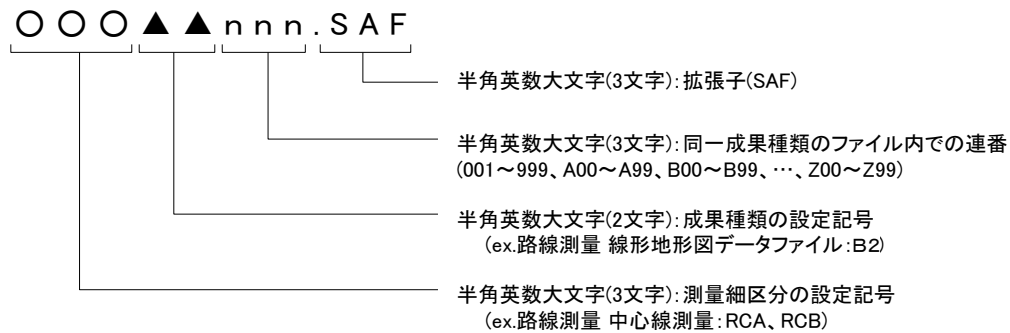 ○○○▲▲nnn.SAF
半角英数大文字(3文字):拡張子(SAF)
半角英数大文字(3文字):同一成果種類のファイル内での連番
(001～999、A00～A99、B00～B99、…、Z00～Z99)
半角英数大文字(2文字):成果種類の設定記号
(ex.路線測量 線形地形図データファイル:B2)
半角英数大文字(3文字):測量細区分の設定記号
(ex.路線測量 中心線測量:RCA、RCB)